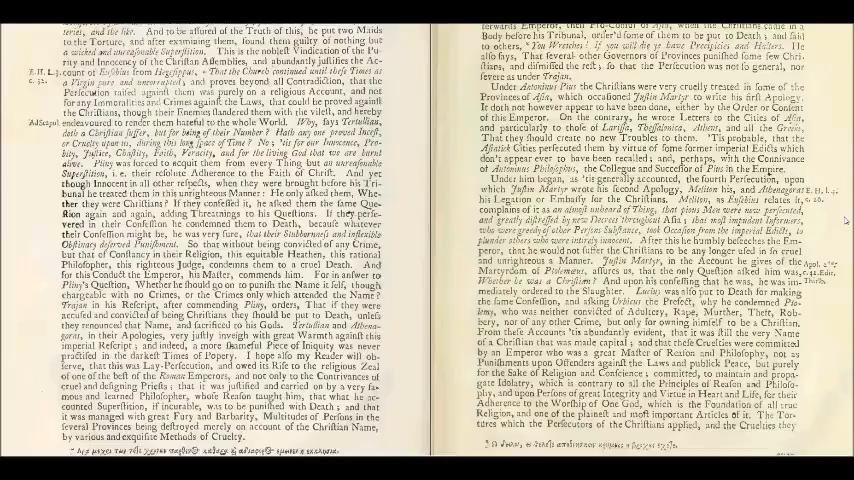 teries, and the like. And to be assured of the Truth of this, he put two Maids
to the Torture, and after examining them, found them guilty of nothing but
a wicked and unreasonable Superstition. This is the noblest Vindication of the Pu-
rity and Innocence of the Christian Assemblies, and abundantly justifies the Ac-
E. H. L. 3. count of Eusebius from Hegesippus, * That the Church continued until these Times as
c. 32. a Virgin pure and uncorrupted; and proves beyond all Contradiction, that the
Persecution raised against them was purely on a religious Account, and not
for any Immoralities and Crimes against the Laws, that could be proved against
the Christians, though their Enemies slandered them with the vilest, and hereby
Ad Scap. endeavoured to render them hateful to the whole World. Why, says Tertullian,
doth a Christian suffer, but for being of their Number? Hath any one proved Incest,
or Cruelty upon us, during this long space of Time? No; 'tis for our Innocence, Pro-
bity, Justice, Chastity, Faith, Veracity, and for the living God that we are burnt
alive. Pliny was forced to acquit them from every Thing but an unreasonable
Superstition, i.e. their resolute Adherence to the Faith of Christ. And yet
though Innocent in all other respects, when they were brought before his Tri-
bunal he treated them in this unrighteous Manner: He only asked them, Whe-
ther they were Christians? If they confessed it, he asked them the same Que-
stion again and again, adding Threatnings to his Questions. If they perse-
vered in their Confession he condemned them to Death, because whatever
their Confession might be, he was very sure, that their Stubbornness and inflexible
Obstinacy deserved Punishment. So that without being convicted of any Crime,
but that of Constancy in their Religion, this equitable Heathen, this rational
Philosopher, this righteous Judge, condemns them to a cruel Death. And
for this Conduct the Emperor, his Master, commends him. For in answer to
Pliny's Question, Whether he should go on to punish the Name it self, though
chargeable with no Crimes, or the Crimes only which attended the Name?
Trajan in his Rescript, after commending Pliny, orders, That if they were
accused and convicted of being Christians they should be put to Death, unless
they renounced that Name, and sacrificed to his Gods. Tertullian and Athena-
goras, in their Apologies, very justly inveigh with great Warmth against this
imperial Rescript; and indeed, a more shameful Piece of Iniquity was never
practised in the darkest Times of Popery. I hope also my Reader will ob-
serve, that this was Lay-Persecution, and owed its Rise to the religious Zeal
of one of the best of the Roman Emperors, and not only to the Contrivances of
cruel and designing Priests; that it was justified and carried on by a very fa-
mous and learned Philosopher, whose Reason taught him, that what he ac-
counted Superstition, if incurable, was to be punished with Death; and that
it was managed with great Fury and Barbarity, Multitudes of Persons in the
several Provinces being destroyed merely on account of the Christian Name,
by various and exquisite Methods of Cruelty.
Body before his Tribunal, order'd some of them to be put to Death; and said
to others, You Wretches! If you will die ye have Precipices and Halters. He
also says, That several other Governors of Provinces punished some few Chri-
stians, and dismissed the rest; so that the Persecution was not so general, nor
severe as under Trajan.
Under Antoninus Pius the Christians were very cruelly treated in some of the
Provinces of Asia, which occasioned Justin Martyr to write his first Apology.
It doth not however appear to have been done, either by the Order or Consent
of this Emperor. On the contrary, he wrote Letters to the Cities of Asia,
and particularly to those of Larissa, Thessalonica, Athens, and all the Greeks,
That they should create no new Troubles to them. 'Tis probable, that the
Asiatick Cities persecuted them by virtue of some former imperial Edicts which
don't appear ever to have been recalled; and, perhaps, with the Connivance
of Antoninus Philosophus, the Collegue and Successor of Pius in the Empire.
Under him began, as 'tis generally accounted, the fourth Persecution, upon
which Justin Martyr wrote his second Apology, Meliton his, and Athenagoras E. H. l. 4.
his Legation or Embassy for the Christians. Meliton, as Eusebius relates it, c. 26.
complains of it as an almost unheard of Thing, that pious Men were now persecuted,
and greatly distressed by new Decrees throughout Asia; that most impudent Informers,
who were greedy of other Persons Substance, took Occasion from the imperial Edicts, to
plunder others who were intirely innocent. After this he humbly beseeches the Em-
peror, that he would not suffer the Christians to be any longer used in so cruel
and unrighteous a Manner. Justin Martyr, in the Account he gives of the
Martyrdom of Ptolemæus, assures us, that the only Question asked him was,
Whether he was a Christian? And upon his confessing that he was, he was im- Thirlb.
mediately ordered to the Slaughter. Lucius was also put to Death for making
the same Confession, and asking Urbicus the Prefect, why he condemned Pto-
lemy, who was neither convicted of Adultery, Rape, Murther, Theft, Rob-
bery, nor of any other Crime, but only for owning himself to be a Christian.
From these Accounts 'tis abundantly evident, that it was still the very Name
of a Christian that was made capital; and that these Cruelties were committed
by an Emperor who was a great Master of Reason and Philosophy, not as
Punishments upon Offenders against the Laws and publick Peace, but purely
for the Sake of Religion and Conscience; committed, to maintain and propa-
gate Idolatry, which is contrary to all the Principles of Reason and Philoso-
phy, and upon Persons of great Integrity and Virtue in Heart and Life, for their
Adherence to the Worship of One God, which is the Foundation of all true
Religion, and one of the plainest and most important Articles of it. The Tor-
tures which the Persecutors of the Christians applied, and the Cruelties they